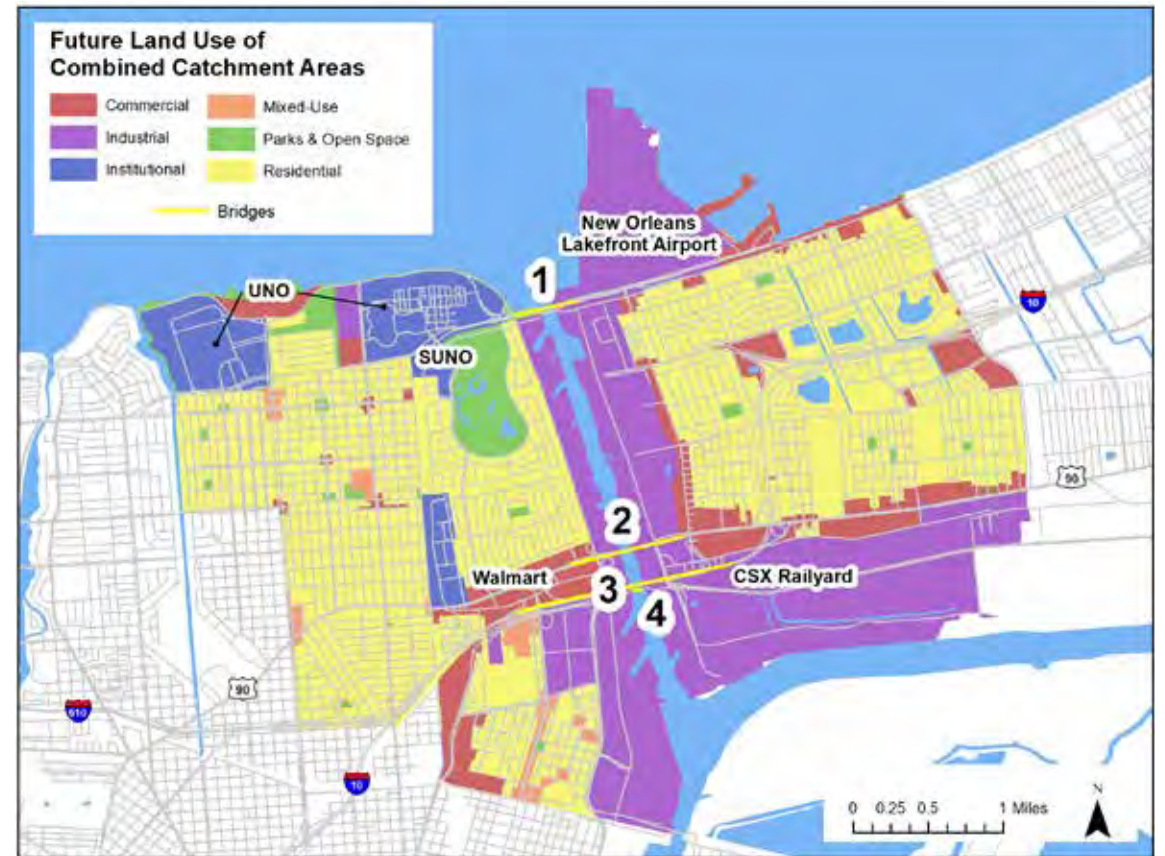 Future Land Use of
Combined Catchment Areas
Commercial
Mixed-Use
Industrial
Parks & Open Space
Institutional
Residential
Bridges
New Orleans
Lakefront Airport
1
UNO
10
SUNO
90
2
Walmart
3
CSX Railyard
4
90
610
10
N
0 0.25 0.5 1 Miles